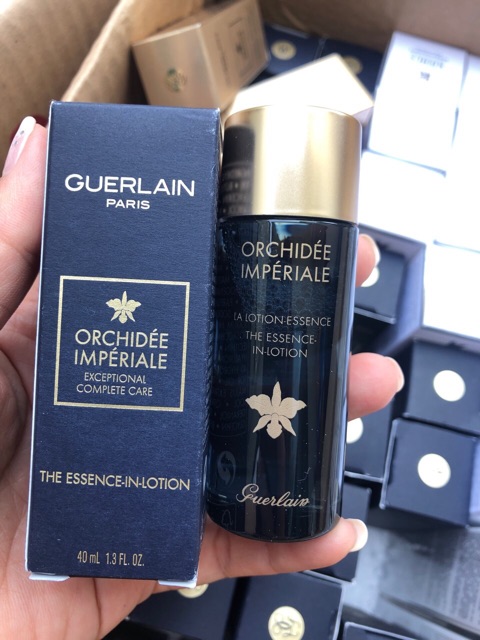 GUERLAIN
PARIS
ORCHIDÉE
IMPÉRIALE
EXCEPTIONAL
COMPLETE CARE
THE ESSENCE-IN-LOTION
40 mL 1.3 FL. OZ.
ORCHIDÉE
IMPÉRIALE
LA LOTION-ESSENCE
THE ESSENCE-
IN-LOTION
Guerlain